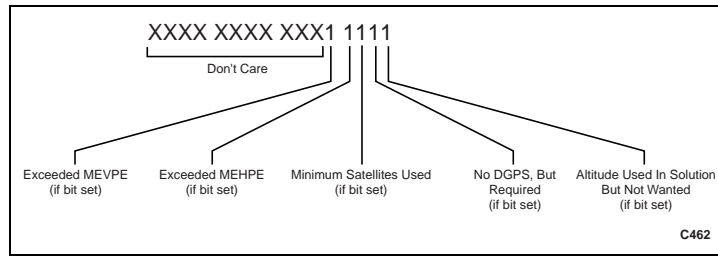 XXXX XXXX XXX1 1111
Don't Care
Exceeded MEVPE
(if bit set)
Exceeded MEHPE
(if bit set)
Minimum Satellites Used
(if bit set)
No DGPS, But
Required
(if bit set)
Altitude Used In Solution
But Not Wanted
(if bit set)
C462